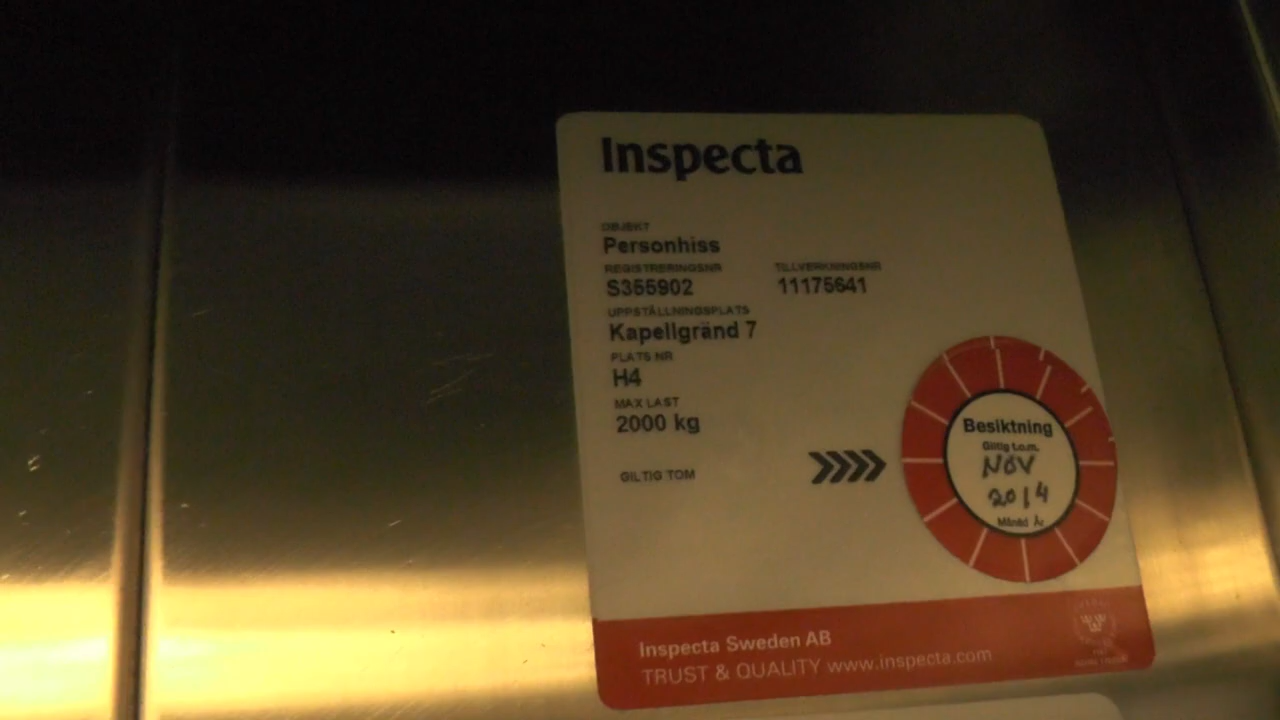 Inspecta
OBJEKT
Personhiss
REGISTRERINGSNR TILLVERKNINGSNR
S355902 11175641
UPPSTÄLLNINGSPLATS
Kapellgränd 7
PLATS NR
H4
MAX LAST
2000 kg
GILTIG TOM
Besiktning
Giltig t.o.m.
NOV
2014
Månad År
Inspecta Sweden AB
TRUST & QUALITY www.inspecta.com